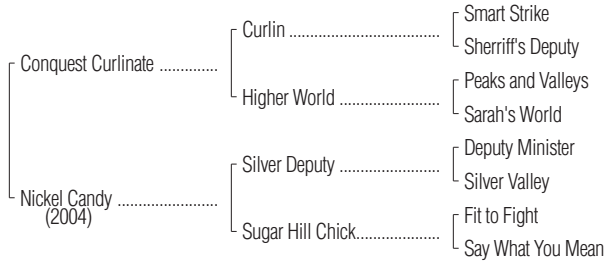 Smart Strike
Curlin ..............................................
Sherriff's Deputy
Conquest Curlinate ..............
Peaks and Valleys
Higher World ..............................
Sarah's World
Deputy Minister
Silver Deputy ..............................
Silver Valley
Nickel Candy ........................
(2004)
Fit to Fight
Sugar Hill Chick.........................
Say What You Mean